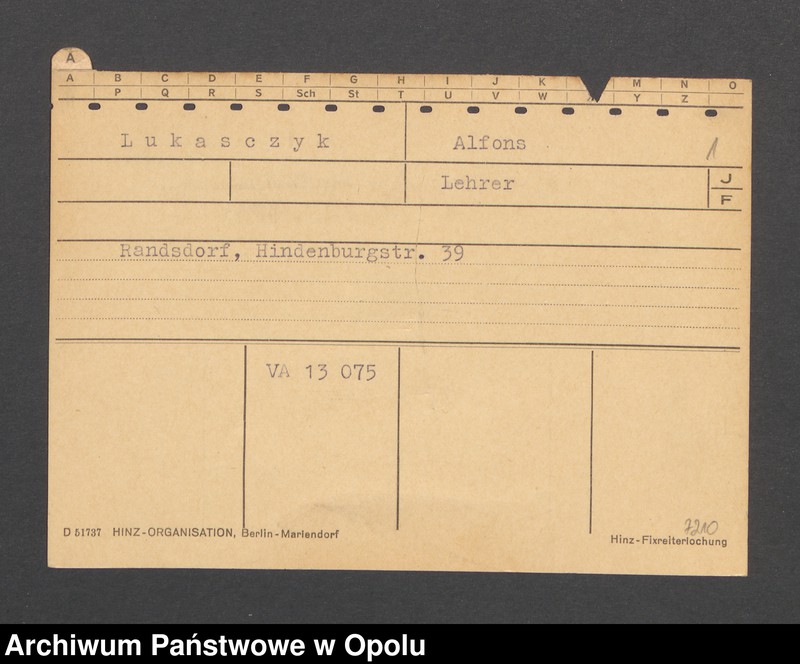 A
A B C D E F G H I J K M N O
P Q R S Sch St T U V W Y Z
Lukasczyk Alfons 1
Lehrer J
F
Randsdorf, Hindenburgstr. 39
VA 13 075
7210
D 51737 HINZ-ORGANISATION, Berlin-Mariendorf
Hinz-Fixreiterlochung
Archiwum Państwowe w Opolu